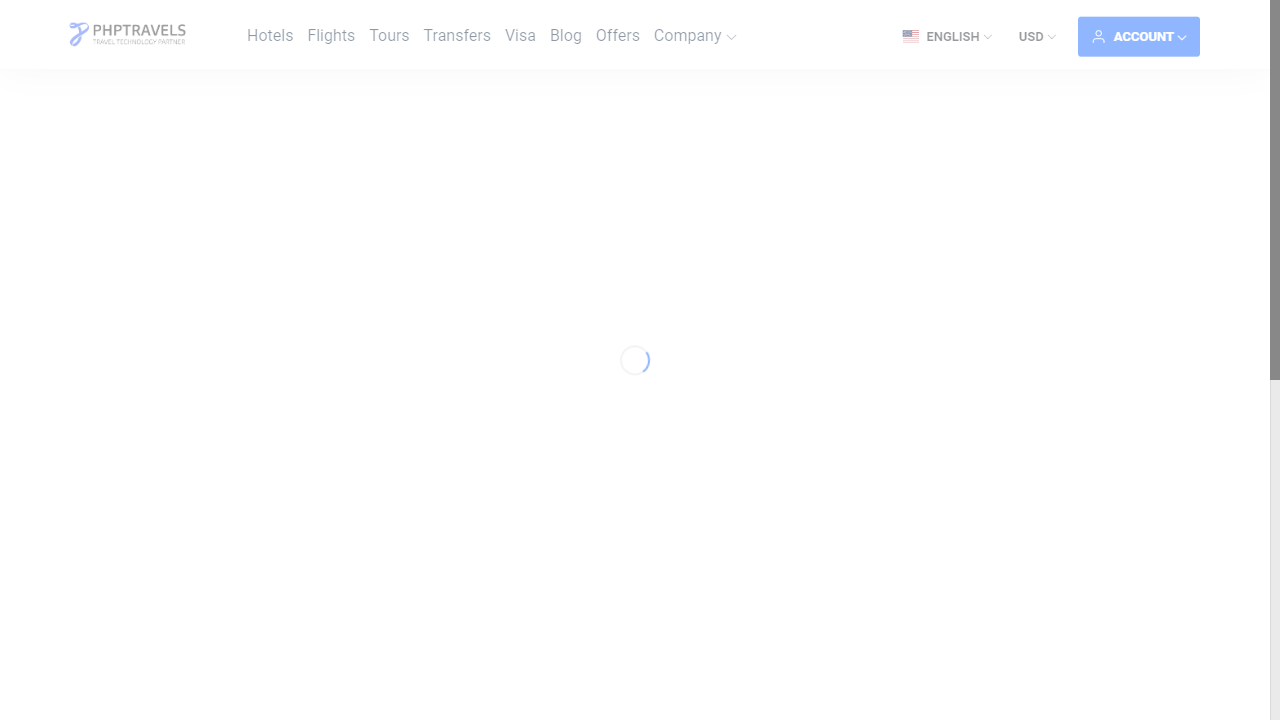 PHPTRAVELS
TRAVEL TECHNOLOGY PARTNER
Hotels Flights Tours Transfers Visa Blog Offers Company
ENGLISH USD ACCOUNT